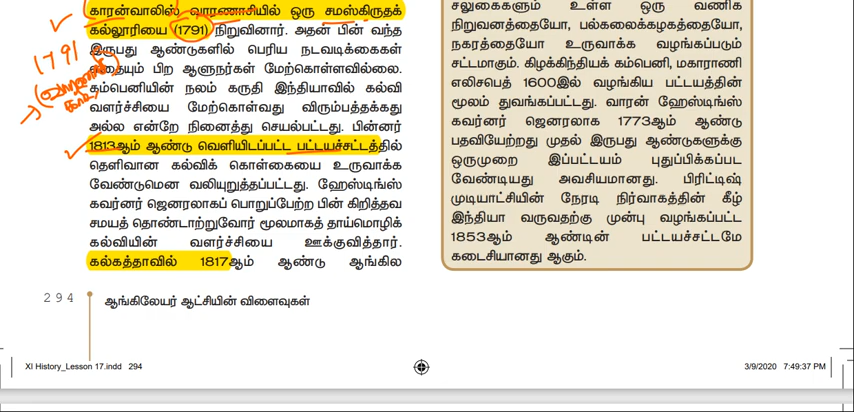 காரன்வாலிஸ் வாரணாசியில் ஒரு சமஸ்கிருதக்
கல்லூரியை (1791) நிறுவினார். அதன் பின் வந்த
இருபது ஆண்டுகளில் பெரிய நடவடிக்கைகள்
எதையும் பிற ஆளுநர்கள் மேற்கொள்ளவில்லை.
கம்பெனியின் நலம் கருதி இந்தியாவில் கல்வி
வளர்ச்சியை மேற்கொள்வது விரும்பத்தக்கது
அல்ல என்றே நினைத்து செயல்பட்டது. பின்னர்
1813ஆம் ஆண்டு வெளியிடப்பட்ட பட்டயச்சட்டத்தில்
தெளிவான கல்விக் கொள்கையை உருவாக்க
வேண்டுமென வலியுறுத்தப்பட்டது. ஹேஸ்டிங்ஸ்
கவர்னர் ஜெனரலாகப் பொறுப்பேற்ற பின் கிறித்தவ
சமயத் தொண்டாற்றுவோர் மூலமாகத் தாய்மொழிக்
கல்வியின் வளர்ச்சியை ஊக்குவித்தார்.
கல்கத்தாவில் 1817ஆம் ஆண்டு ஆங்கில
1791
சலுகைகளும் உள்ள ஒரு வணிக
நிறுவனத்தையோ, பல்கலைக்கழகத்தையோ,
நகரத்தையோ உருவாக்க வழங்கப்படும்
சட்டமாகும். கிழக்கிந்தியக் கம்பெனி, மகாராணி
எலிசபெத் 1600இல் வழங்கிய பட்டயத்தின்
மூலம் துவங்கப்பட்டது. வாரன் ஹேஸ்டிங்ஸ்
கவர்னர் ஜெனரலாக 1773ஆம் ஆண்டு
பதவியேற்றது முதல் இருபது ஆண்டுகளுக்கு
ஒருமுறை இப்பட்டயம் புதுப்பிக்கப்பட
வேண்டியது அவசியமானது. பிரிட்டிஷ்
முடியாட்சியின் நேரடி நிர்வாகத்தின் கீழ்
இந்தியா வருவதற்கு முன்பு வழங்கப்பட்ட
1853ஆம் ஆண்டின் பட்டயச்சட்டமே
கடைசியானது ஆகும்.
294 ஆங்கிலேயர் ஆட்சியின் விளைவுகள்
XI History_Lesson 17.indd 294 3/9/2020 7:49:37 PM